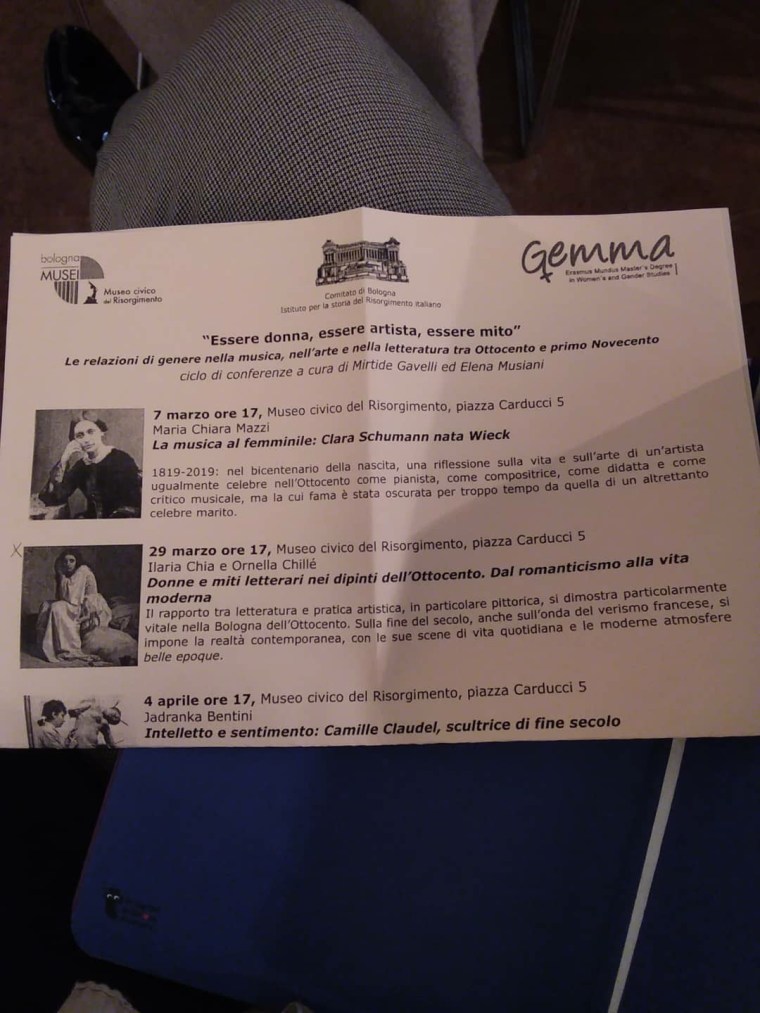 bologna
MUSEI
Museo civico
del Risorgimento
Comitato di Bologna
Istituto per la storia del Risorgimento italiano
Gemma
Erasmus Mundus Master's Degree
in Women's and Gender Studies
"Essere donna, essere artista, essere mito"
Le relazioni di genere nella musica, nell'arte e nella letteratura tra Ottocento e primo Novecento
ciclo di conferenze a cura di Mirtide Gavelli ed Elena Musiani
7 marzo ore 17, Museo civico del Risorgimento, piazza Carducci 5
Maria Chiara Mazzi
La musica al femminile: Clara Schumann nata Wieck
1819-2019: nel bicentenario della nascita, una riflessione sulla vita e sull'arte di un'artista
ugualmente celebre nell'Ottocento come pianista, come compositrice, come didatta e come
critico musicale, ma la cui fama è stata oscurata per troppo tempo da quella di un altrettanto
celebre marito.
X
29 marzo ore 17, Museo civico del Risorgimento, piazza Carducci 5
Ilaria Chia e Ornella Chillé
Donne e miti letterari nei dipinti dell'Ottocento. Dal romanticismo alla vita
moderna
Il rapporto tra letteratura e pratica artistica, in particolare pittorica, si dimostra particolarmente
vitale nella Bologna dell'Ottocento. Sulla fine del secolo, anche sull'onda del verismo francese, si
impone la realtà contemporanea, con le sue scene di vita quotidiana e le moderne atmosfere
belle epoque.
4 aprile ore 17, Museo civico del Risorgimento, piazza Carducci 5
Jadranka Bentini
Intelletto e sentimento: Camille Claudel, scultrice di fine secolo